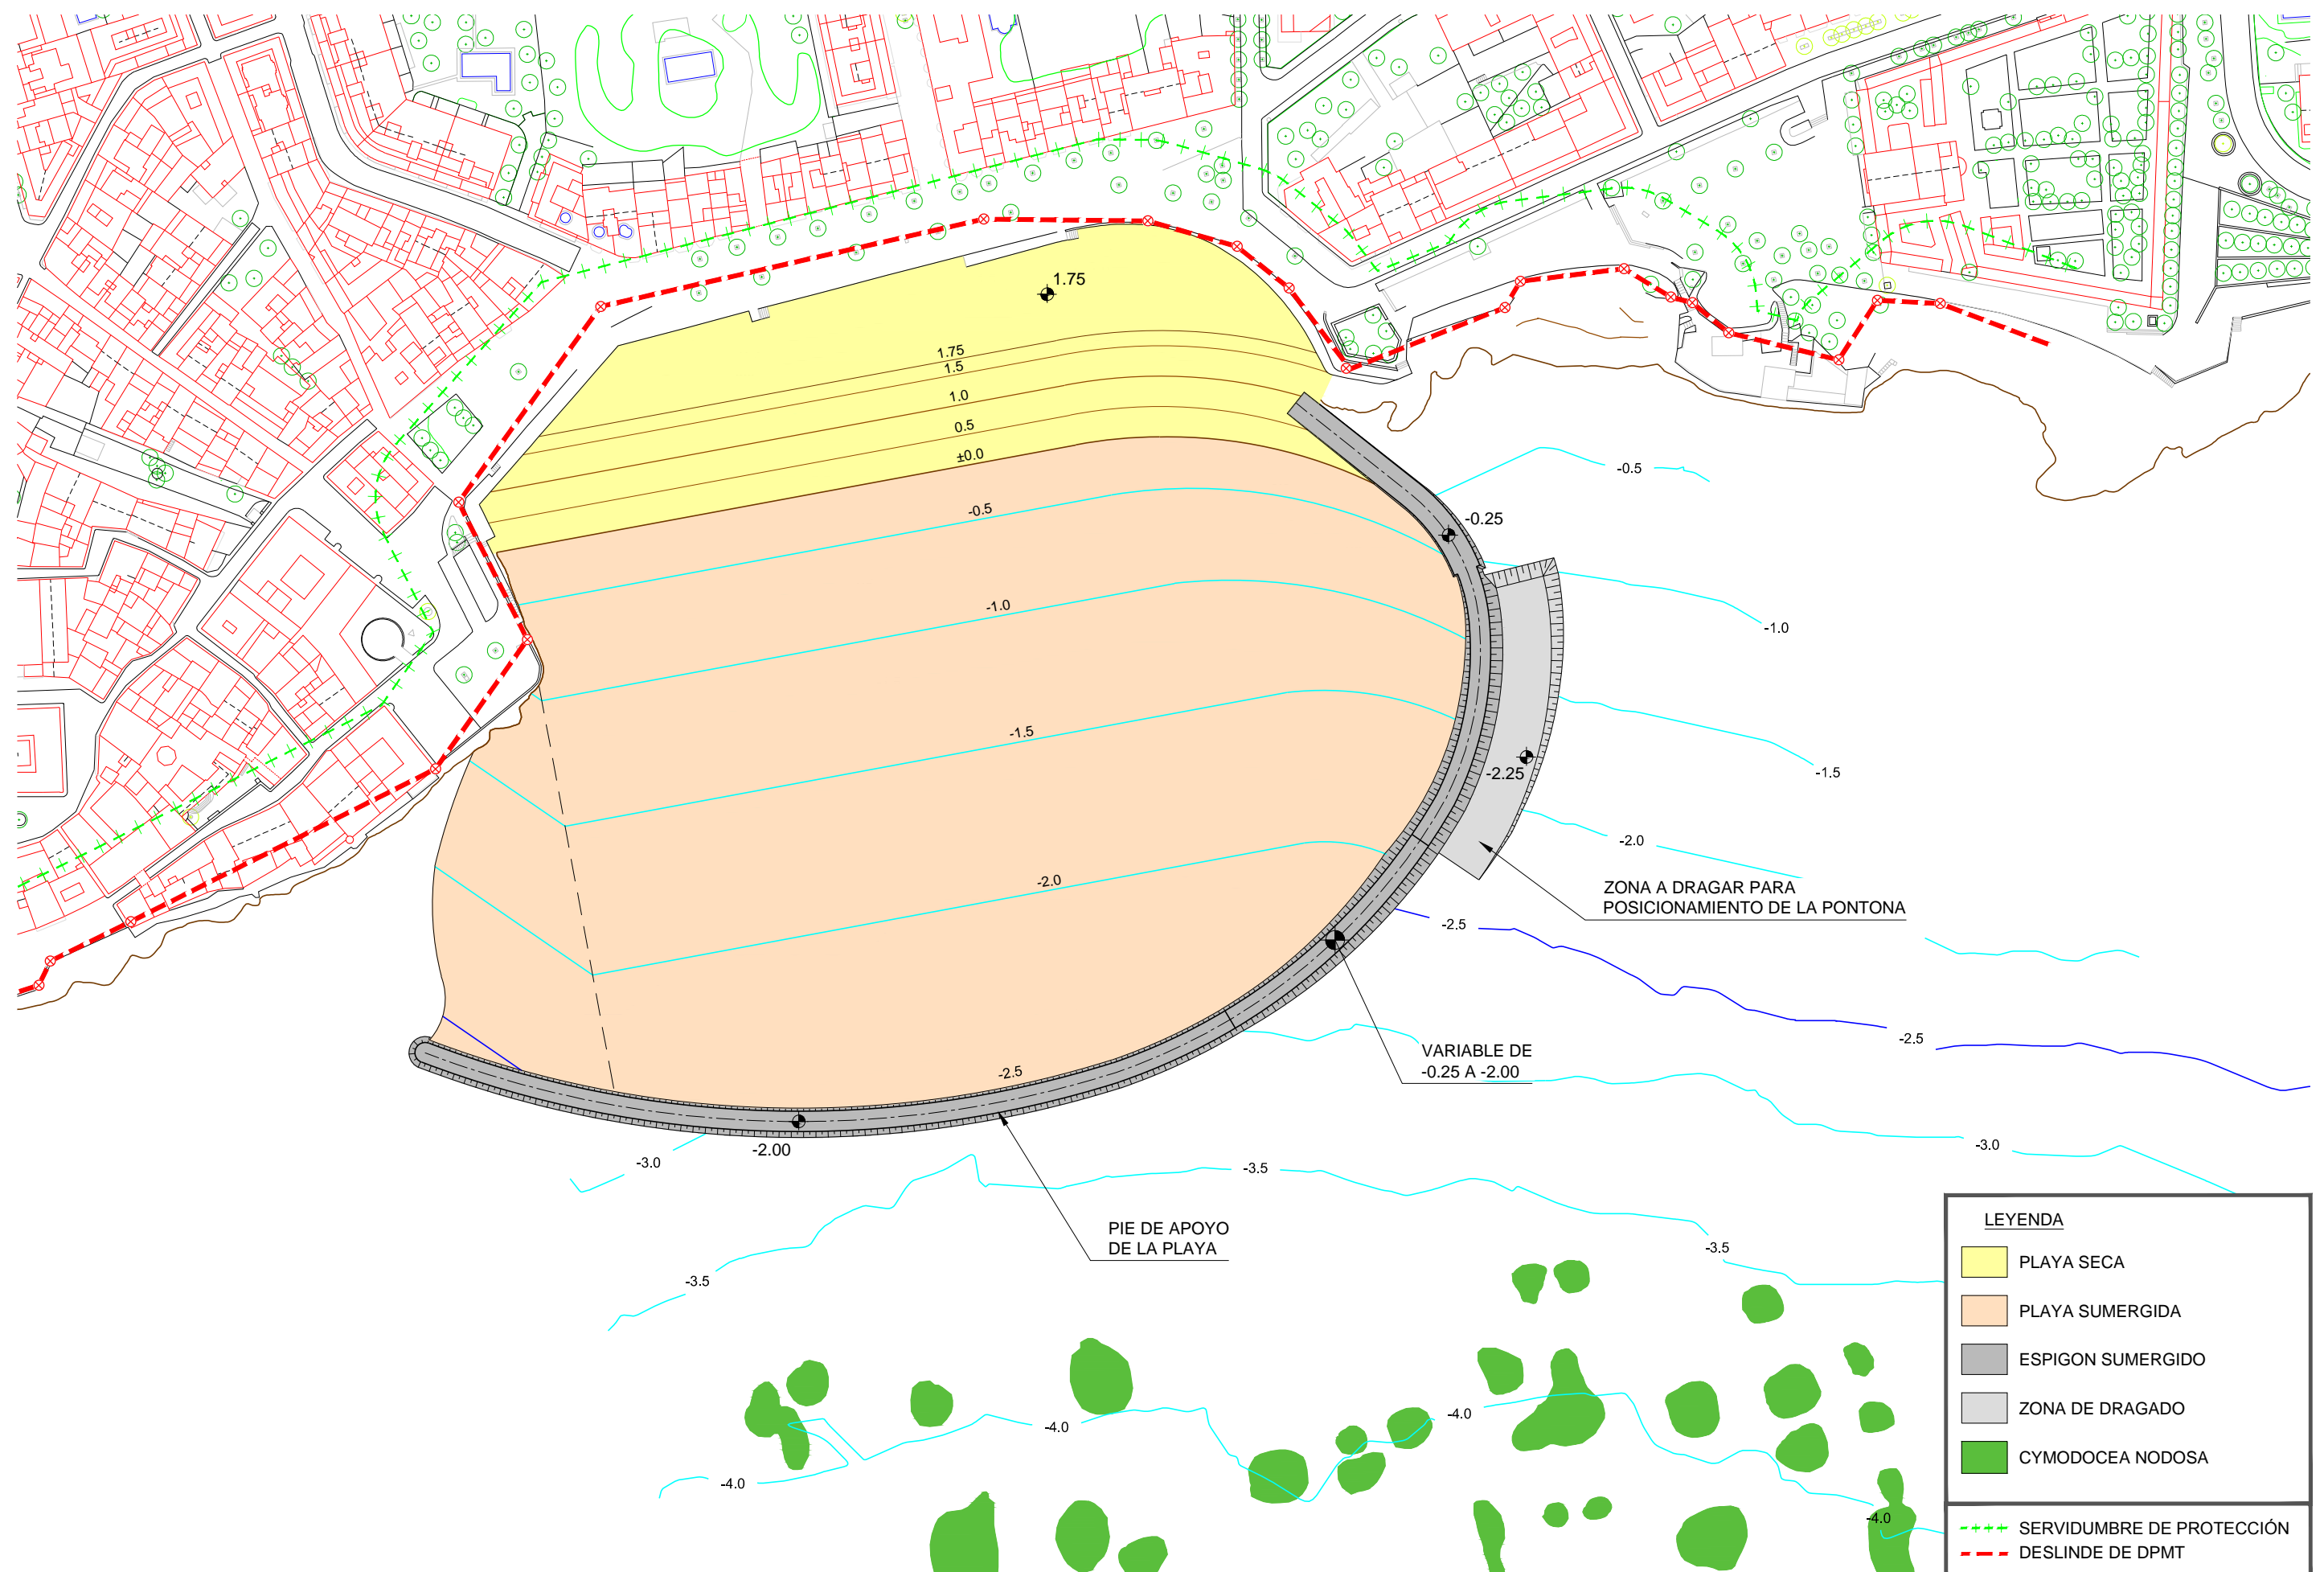 1.75
1.75
1.5
1.0
0.5
±0.0
-0.5
-0.5
-0.25
-1.0
-1.0
-1.5
-2.25
-1.5
-2.0
-2.0
ZONA A DRAGAR PARA
POSICIONAMIENTO DE LA PONTONA
-2.5
-2.5
VARIABLE DE
-0.25 A -2.00
-2.5
-2.00
-3.0
-3.0
-3.5
PIE DE APOYO
DE LA PLAYA
-3.5
-3.5
-4.0
-4.0
-4.0
-4.0
LEYENDA
PLAYA SECA
PLAYA SUMERGIDA
ESPIGON SUMERGIDO
ZONA DE DRAGADO
CYMODOCEA NODOSA
SERVIDUMBRE DE PROTECCIÓN
DESLINDE DE DPMT